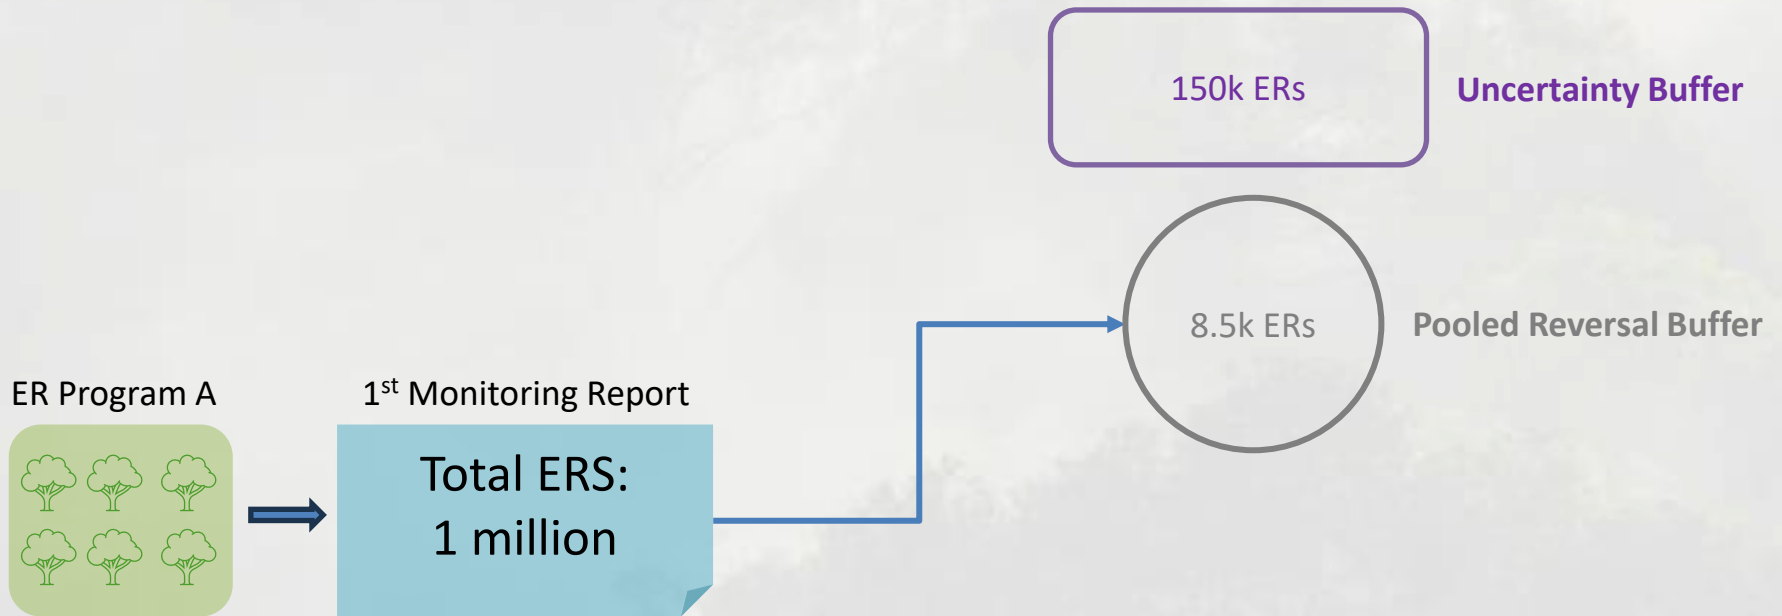 150k ERs
Uncertainty Buffer
8.5k ERs
Pooled Reversal Buffer
ER Program A
1st Monitoring Report
Total ERS:
1 million